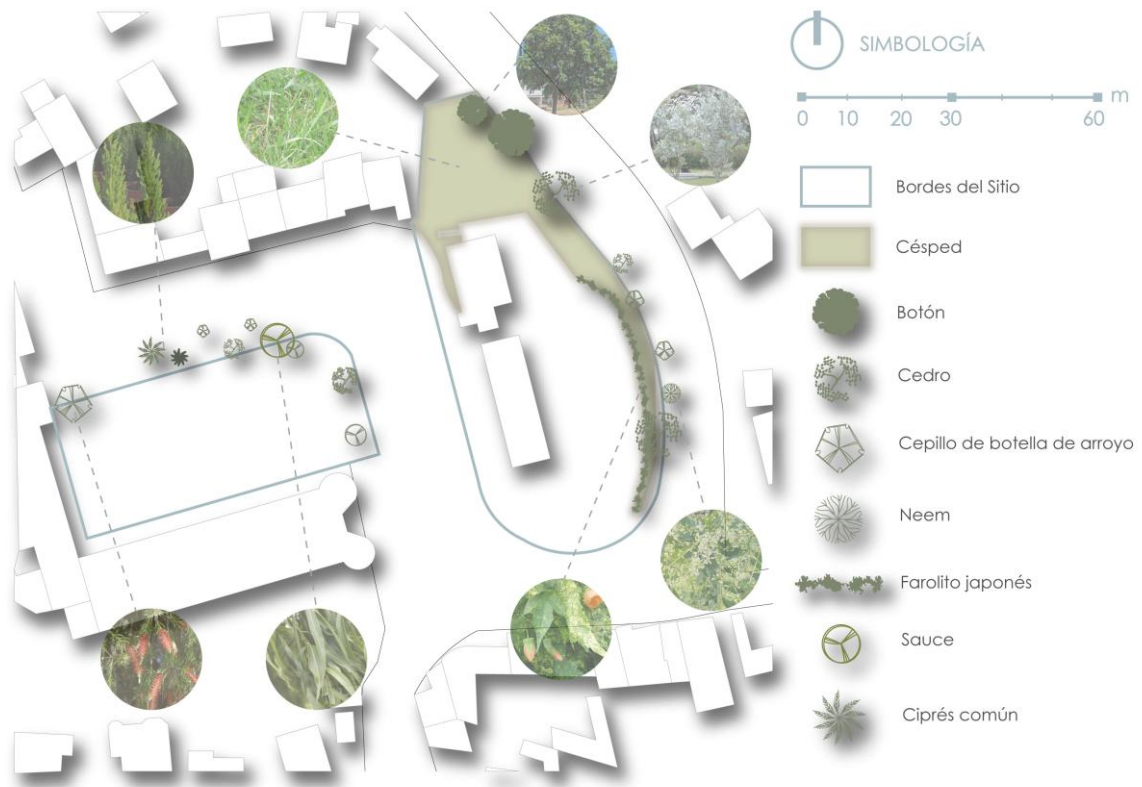 SIMBOLOGÍA
m
0 10 20 30 60
Bordes del Sitio
Césped
Botón
Cedro
Cepillo de botella de arroyo
Neem
Farolito japonés
Sauce
Ciprés común